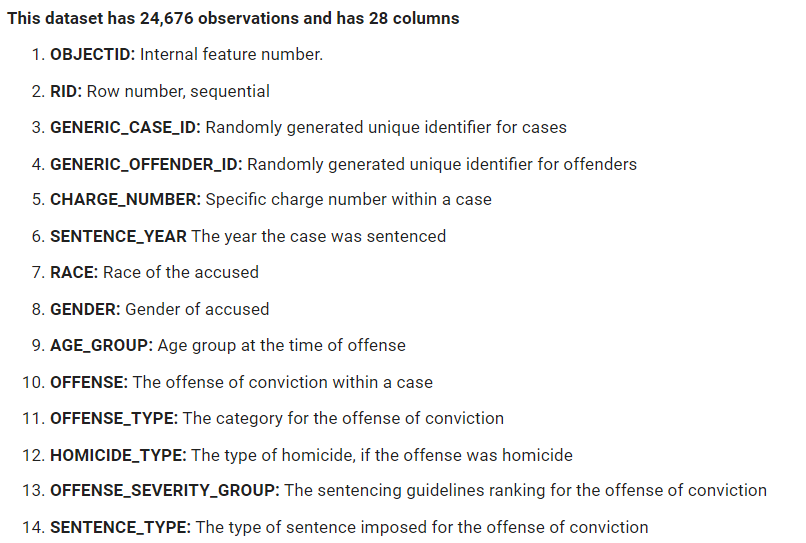 This dataset has 24,676 observations and has 28 columns
1. OBJECTID: Internal feature number.
2. RID: Row number, sequential
3. GENERIC_CASE_ID: Randomly generated unique identifier for cases
4. GENERIC_OFFENDER_ID: Randomly generated unique identifier for offenders
5. CHARGE_NUMBER: Specific charge number within a case
6. SENTENCE_YEAR The year the case was sentenced
7. RACE: Race of the accused
8. GENDER: Gender of accused
9. AGE_GROUP: Age group at the time of offense
10. OFFENSE: The offense of conviction within a case
11. OFFENSE_TYPE: The category for the offense of conviction
12. HOMICIDE_TYPE: The type of homicide, if the offense was homicide
13. OFFENSE_SEVERITY_GROUP: The sentencing guidelines ranking for the offense of conviction
14. SENTENCE_TYPE: The type of sentence imposed for the offense of conviction